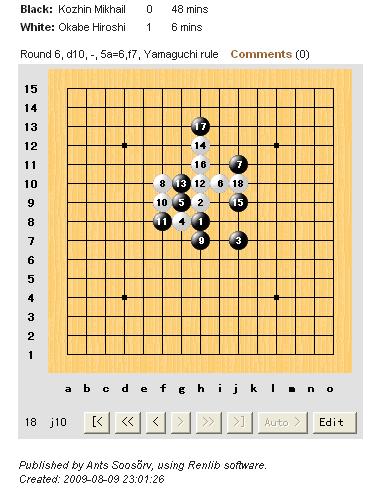 Black: Kozhin Mikhail 0 48 mins
White: Okabe Hiroshi 1 6 mins
Round 6, d10, -, 5a=6,f7, Yamaguchi rule Comments (0)
15
14
13 17
12 14
11 16 7
10 8 13 12 6 18
9 10 5 2 15
8 11 4 1
7 9 3
6
5
4
3
2
1
a b c d e f g h i j k l m n o
18 j10 [< << < > >> >] Auto > Edit
Published by Ants Soosõrv, using Renlib software.
Created: 2009-08-09 23:01:26